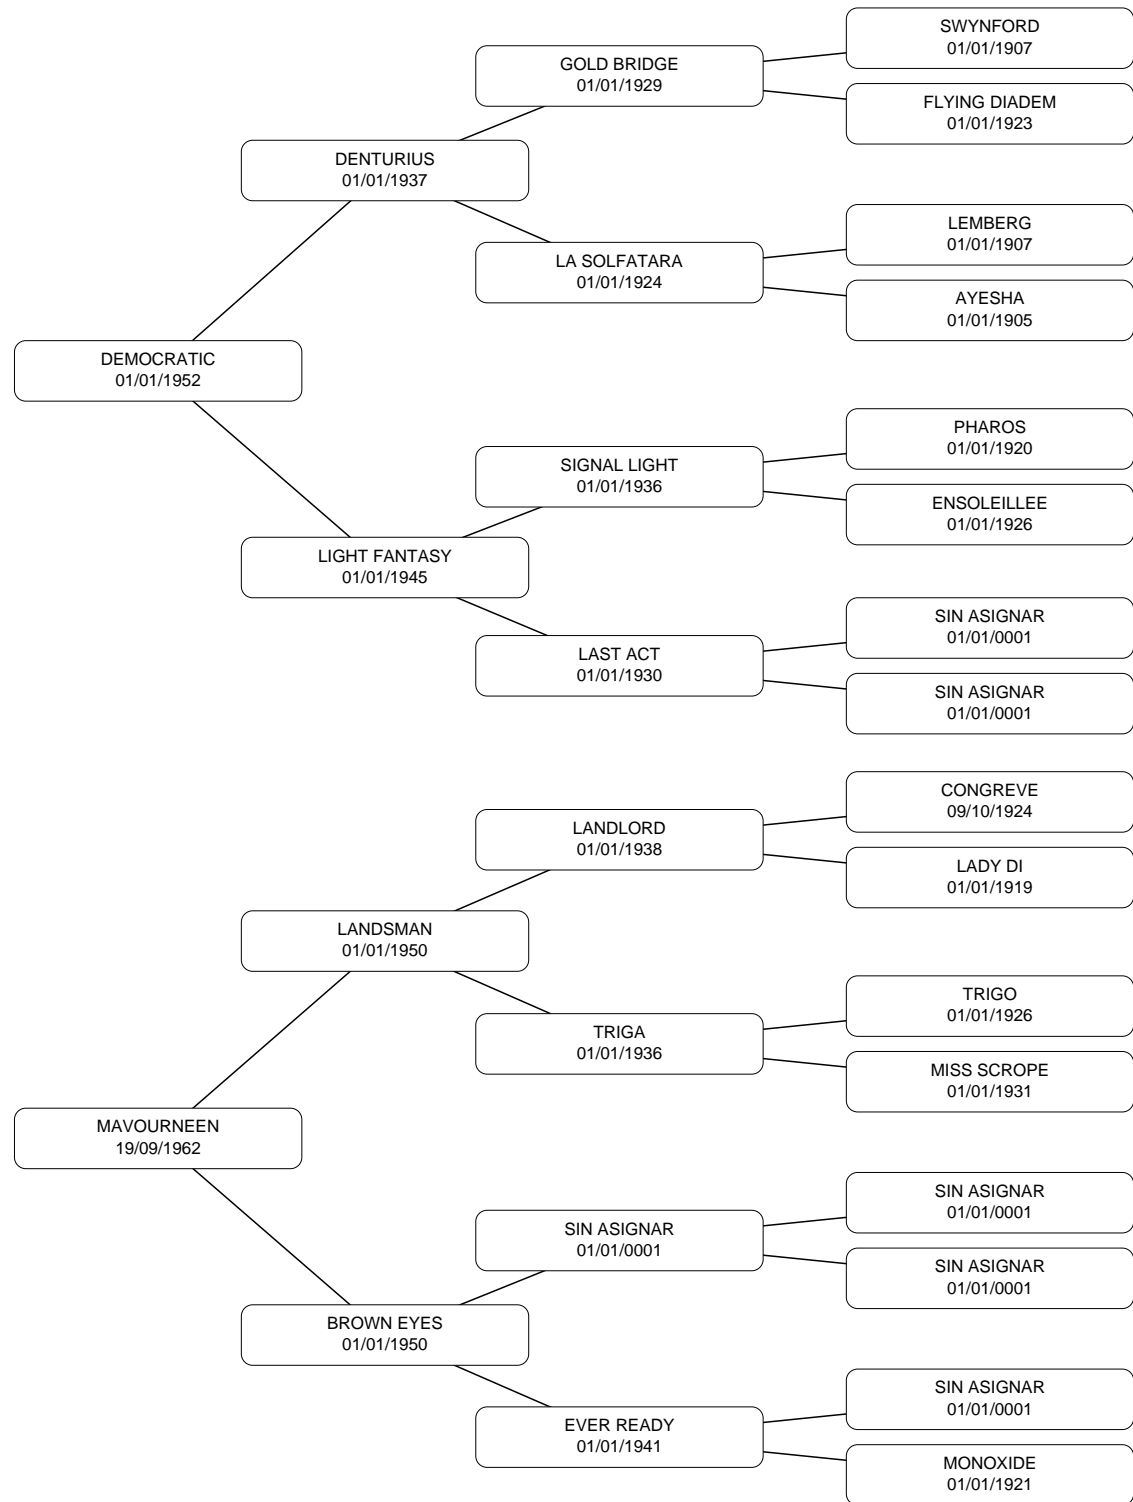 SWYNFORD
01/01/1907
GOLD BRIDGE
01/01/1929
FLYING DIADEM
01/01/1923
DENTURIUS
01/01/1937
LEMBERG
01/01/1907
LA SOLFATARA
01/01/1924
AYESHA
01/01/1905
DEMOCRATIC
01/01/1952
PHAROS
01/01/1920
SIGNAL LIGHT
01/01/1936
ENSOLEILLEE
01/01/1926
LIGHT FANTASY
01/01/1945
SIN ASIGNAR
01/01/0001
LAST ACT
01/01/1930
SIN ASIGNAR
01/01/0001
CONGREVE
09/10/1924
LANDLORD
01/01/1938
LADY DI
01/01/1919
LANDSMAN
01/01/1950
TRIGO
01/01/1926
TRIGA
01/01/1936
MISS SCROPE
01/01/1931
MAVOURNEEN
19/09/1962
SIN ASIGNAR
01/01/0001
SIN ASIGNAR
01/01/0001
SIN ASIGNAR
01/01/0001
BROWN EYES
01/01/1950
SIN ASIGNAR
01/01/0001
EVER READY
01/01/1941
MONOXIDE
01/01/1921